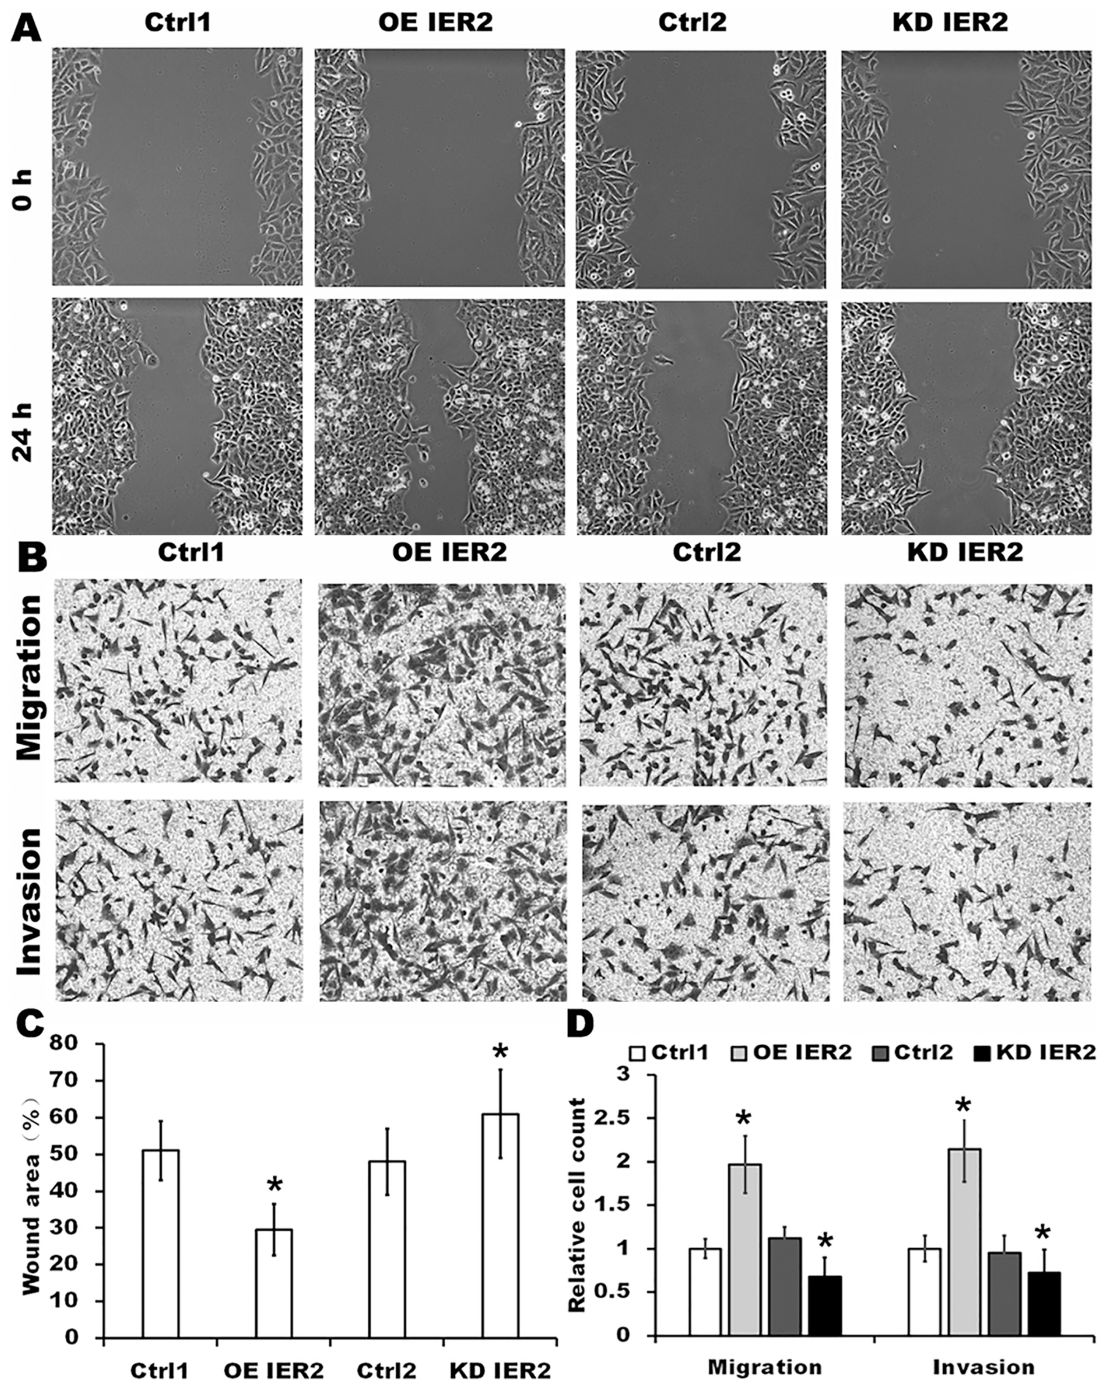 A
Ctrl1 OE IER2 Ctrl2 KD IER2
0 h
24 h
B
Ctrl1 OE IER2 Ctrl2 KD IER2
Migration
Invasion
C
Wound area (%)
80
70
60
50
40
30
20
10
0
* *
Ctrl1 OE IER2 Ctrl2 KD IER2
D
Ctrl1 OE IER2 Ctrl2 KD IER2
Relative cell count
3
2.5
2
1.5
1
0.5
0
* * * *
Migration Invasion